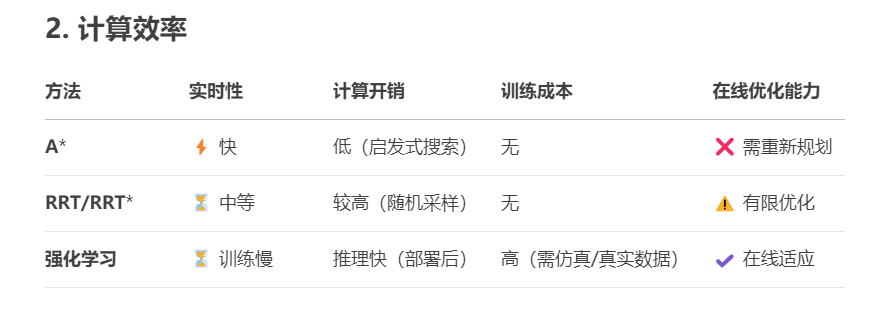 2. 计算效率
方法 实时性 计算开销 训练成本 在线优化能力
A* ⚡ 快 低（启发式搜索） 无 ❌ 需重新规划
RRT/RRT* ⏳ 中等 较高（随机采样） 无 ⚠️ 有限优化
强化学习 ⏳ 训练慢 推理快（部署后） 高（需仿真/真实数据） ✔ 在线适应